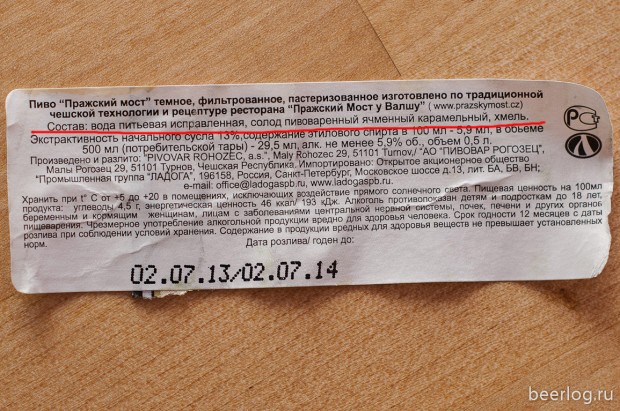 Пиво "Пражский мост" темное, фильтрованное, пастеризованное изготовлено по традиционной
чешской технологии и рецептуре ресторана "Пражский Мост у Валшу" (www.prazskymost.cz)
Состав: вода питьевая исправленная, солод пивоваренный ячменный карамельный, хмель.
Экстрактивность начального сусла 13%,содержание этилового спирта в 100 мл - 5,9 мл, в объеме
500 мл (потребительской тары) - 29,5 мл, алк. не менее 5,9% об., объем 0,5 л.
Произведено и разлито: "PIVOVAR ROHOZEC, a.s.", Maly Rohozec 29, 51101 Turnov,/ АО "ПИВОВАР РОГОЗЕЦ",
Малы Рогозец 29, 51101 Турнов, Чешская Республика. Импортировано: Открытое акционерное общество
"Промышленная группа "ЛАДОГА", 196158, Россия, Санкт-Петербург, Московское шоссе д.13, лит. БА, БВ, БН;
e-mail: office@ladogaspb.ru, www.ladogaspb.ru
Хранить при t° С от +5 до +20 в помещениях, исключающих воздействие прямого солнечного света. Пищевая ценность на 100мл
продукта: углеводы 4,5 г, энергетическая ценность 46 ккал/ 193 кДж. Алкоголь противопоказан детям и подросткам до 18 лет,
беременным и кормящим женщинам, лицам с заболеваниями центральной нервной системы, почек, печени и других органов
пищеварения. Чрезмерное употребление алкогольной продукции вредно для здоровья человека. Срок годности 12 месяцев с даты
розлива при соблюдении условий хранения. Содержание в продукции вредных для здоровья веществ не превышает установленных
норм.
Дата розлива/ годен до:
02.07.13/02.07.14
beerlog.ru